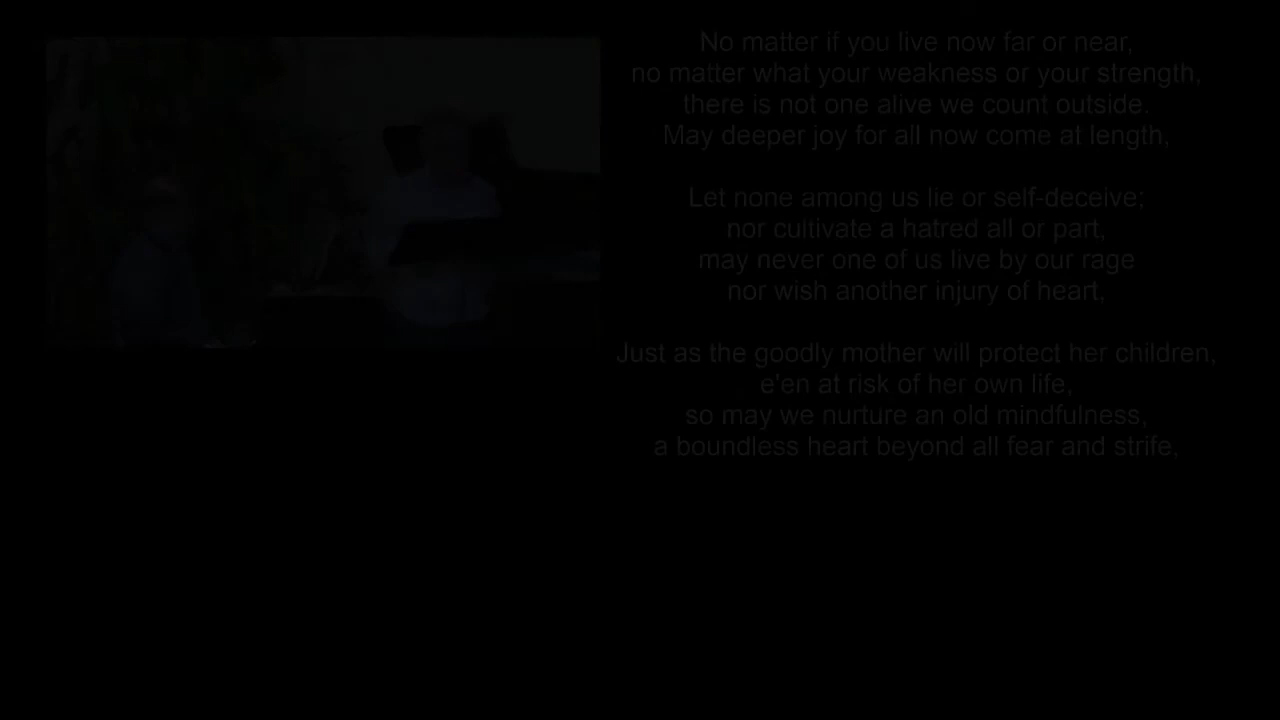 No matter if you live now far or near,
no matter what your weakness or your strength,
there is not one alive we count outside.
May deeper joy for all now come at length,
Let none among us lie or self-deceive;
nor cultivate a hatred all or part,
may never one of us live by our rage
nor wish another injury of heart,
Just as the goodly mother will protect her children,
e'en at risk of her own life,
so may we nurture an old mindfulness,
a boundless heart beyond all fear and strife,